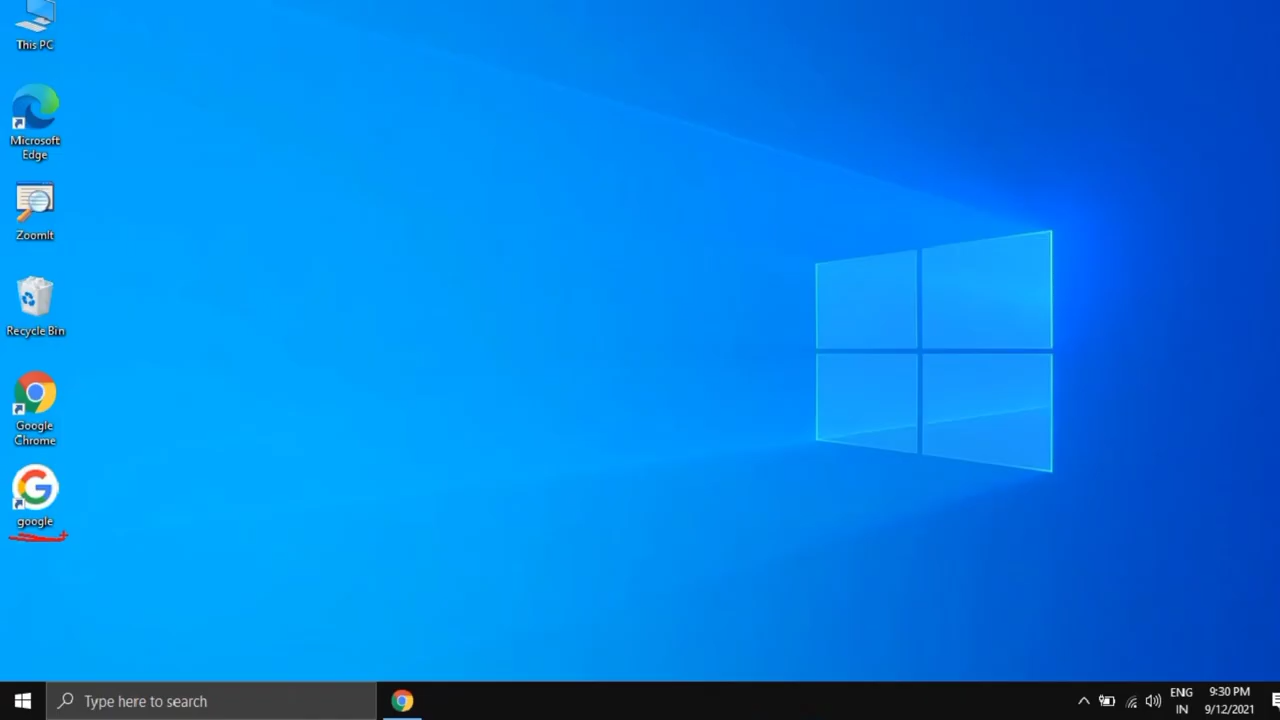 This PC
Microsoft
Edge
ZoomIt
Recycle Bin
Google
Chrome
google
Type here to search
ENG
IN
9:30 PM
9/12/2021